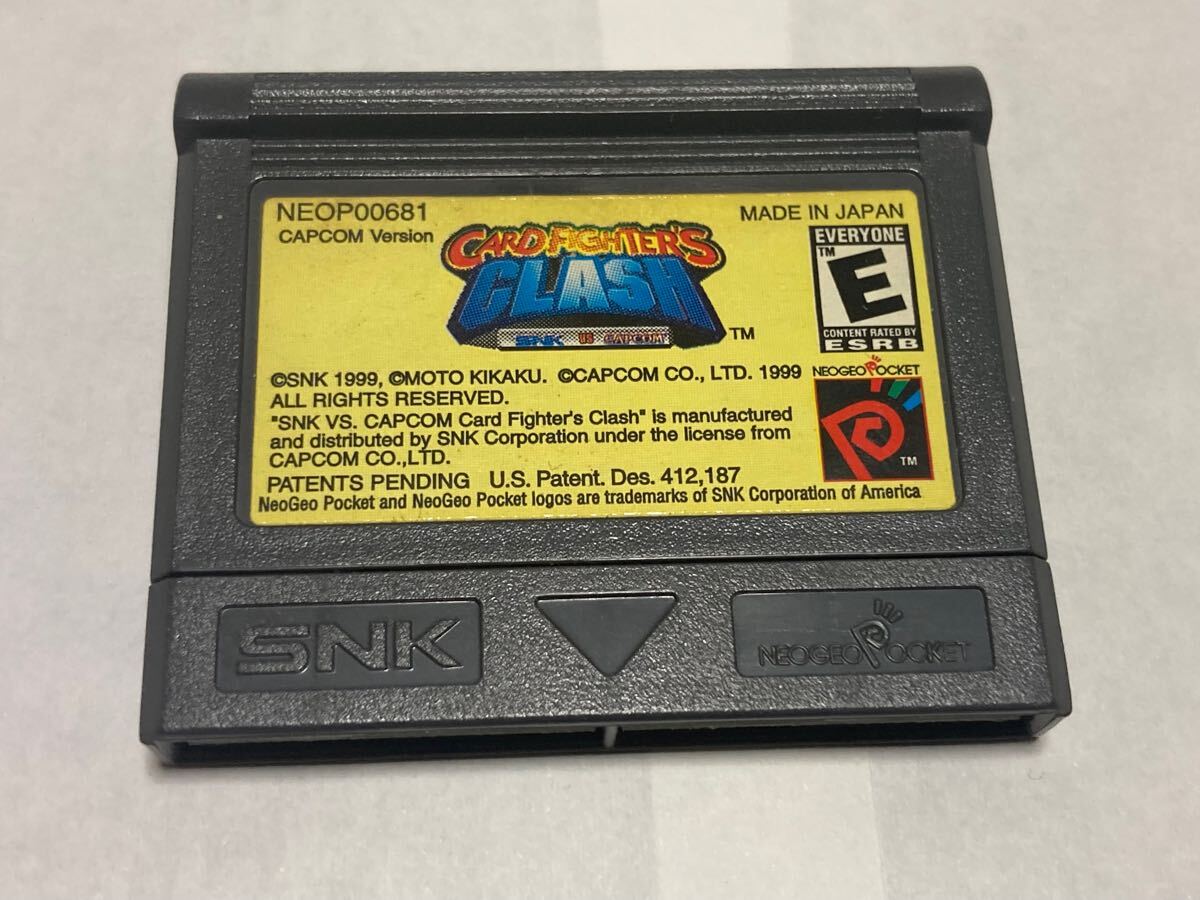 NEOP00681
CAPCOM Version
CARD FIGHTER'S
CLASH
SNK VS CAPCOM
TM
MADE IN JAPAN
EVERYONE
TM
E
CONTENT RATED BY
ESRB
©SNK 1999, ©MOTO KIKAKU. ©CAPCOM CO., LTD. 1999
ALL RIGHTS RESERVED.
"SNK VS. CAPCOM Card Fighter's Clash" is manufactured
and distributed by SNK Corporation under the license from
CAPCOM CO.,LTD.
PATENTS PENDING U.S. Patent. Des. 412,187
NeoGeo Pocket and NeoGeo Pocket logos are trademarks of SNK Corporation of America
NEOGEO POCKET
TM
SNK
NEOGEO POCKET